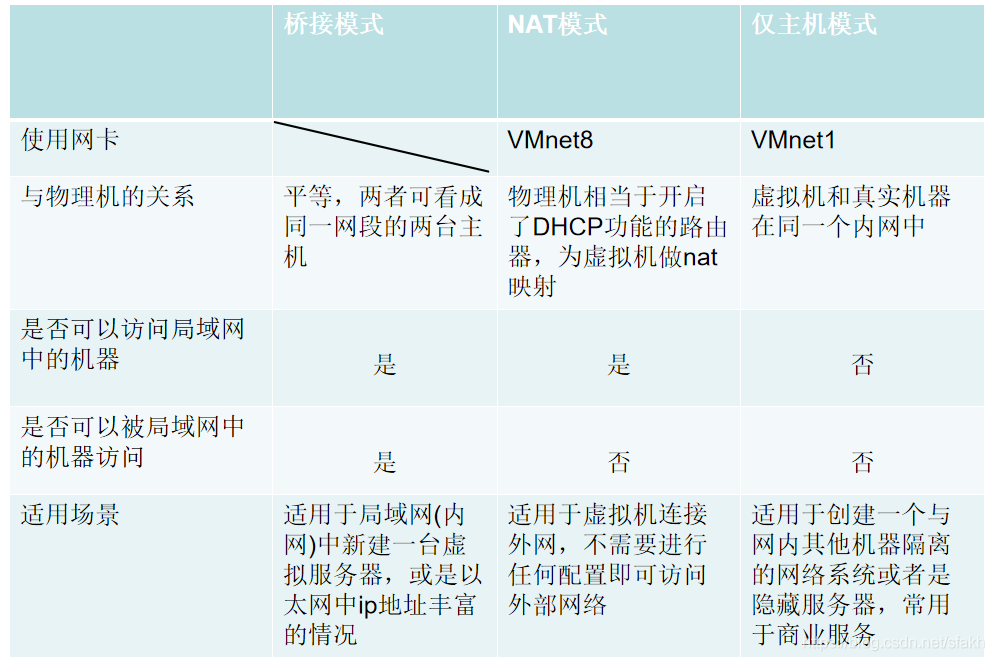 桥接模式
NAT模式
仅主机模式
使用网卡
VMnet8
VMnet1
与物理机的关系
平等，两者可看成
同一网段的两台主
机
物理机相当于开启
了DHCP功能的路由
器，为虚拟机做nat
映射
虚拟机和真实机器
在同一个内网中
是否可以访问局域网
中的机器
是
是
否
是否可以被局域网中
的机器访问
是
否
否
适用场景
适用于局域网(内
网)中新建一台虚
拟服务器，或是以
太网中ip地址丰富
的情况
适用于虚拟机连接
外网，不需要进行
任何配置即可访问
外部网络
适用于创建一个与
网内其他机器隔离
的网络系统或者是
隐藏服务器，常用
于商业服务
https://blog.csdn.net/sfakh